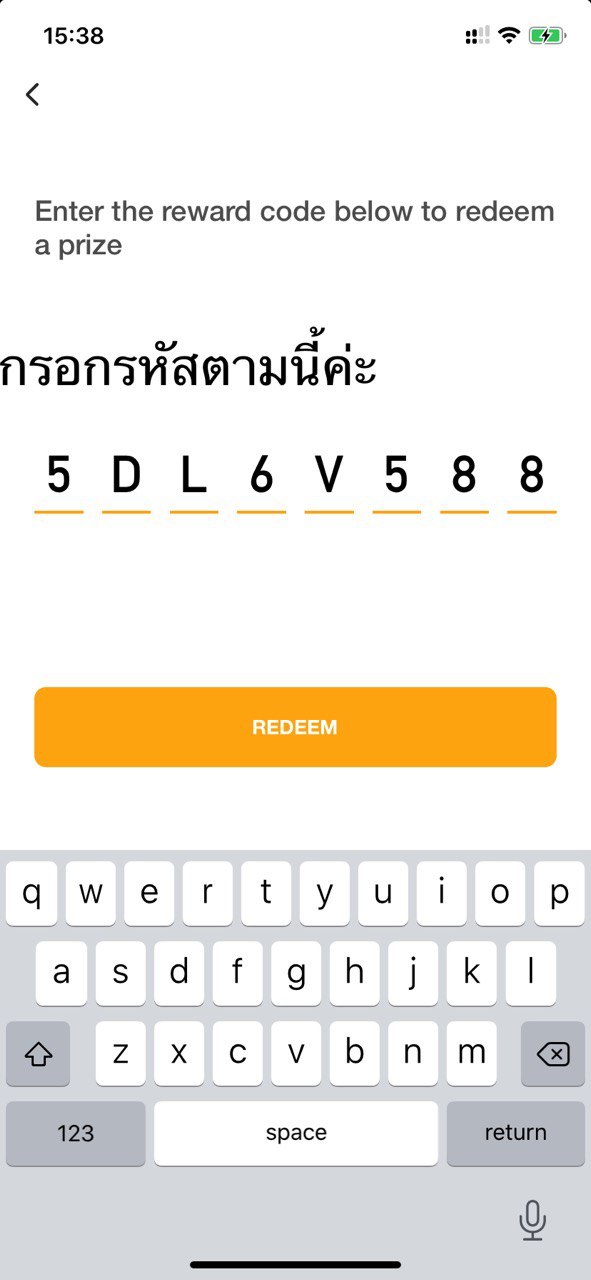 15:38
Enter the reward code below to redeem
a prize
กรอกรหัสตามนี้ค่ะ
5 D L 6 V 5 8 8
REDEEM
q w e r t y u i o p
a s d f g h j k l
z x c v b n m
123 space return